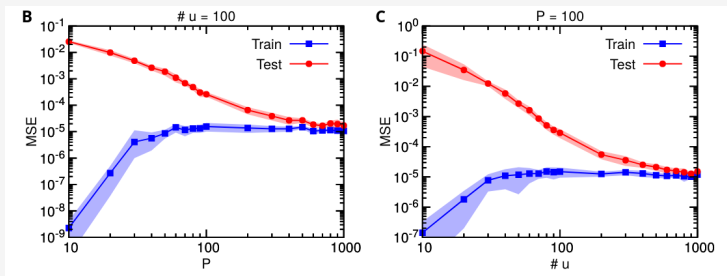 B
# u = 100
10^-1
10^-2
10^-3
10^-4
10^-5
10^-6
10^-7
10^-8
10^-9
MSE
Train
Test
10
100
1000
P
C
P = 100
10^0
10^-1
10^-2
10^-3
10^-4
10^-5
10^-6
10^-7
MSE
Train
Test
10
100
1000
# u